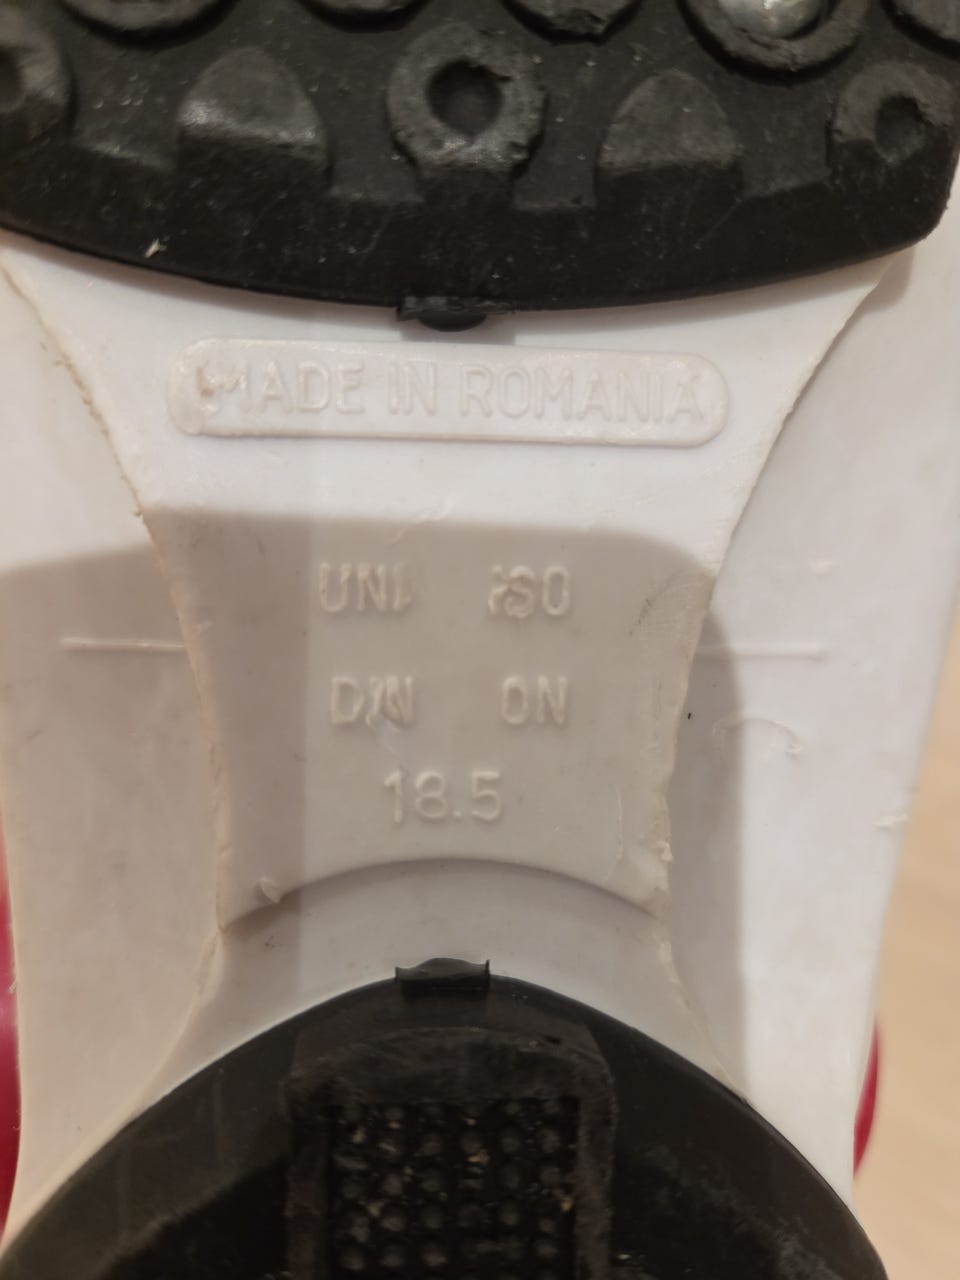 MADE IN ROMANIA
UNI ISO
DIN ON
18.5